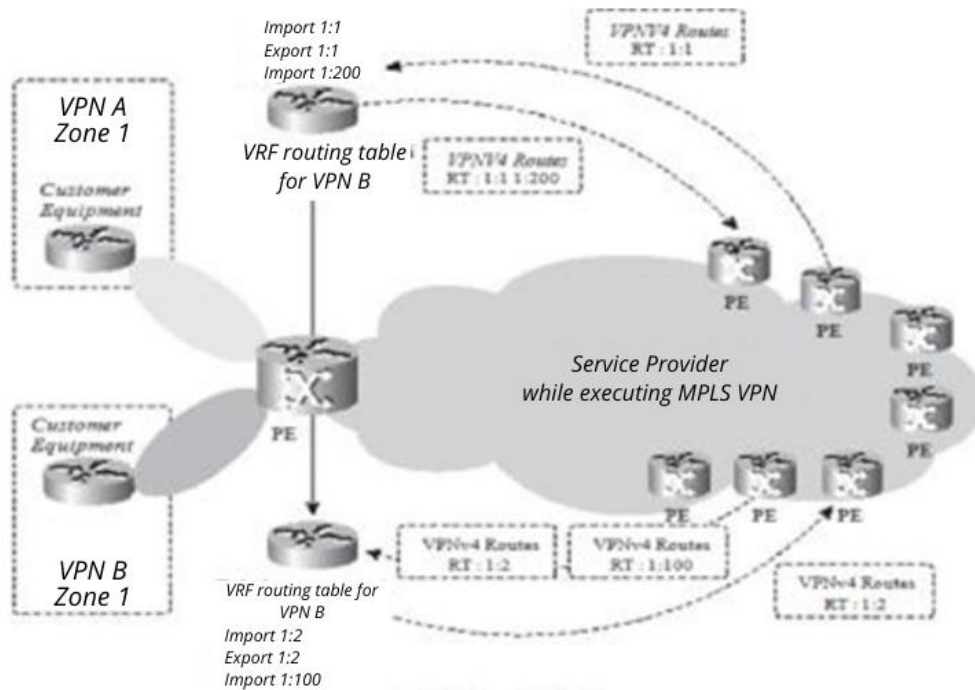 Import 1:1
Export 1:1
Import 1:200
VPNV4 Routes
RT : 1:1
VPN A
Zone 1
Customer
Equipment
VRF routing table
for VPN B
VPNV4 Routes
RT : 1:1 1:200
PE
PE
PE
PE
Service Provider
while executing MPLS VPN
PE
Customer
Equipment
VPN B
Zone 1
PE
PE
PE
VPNv4 Routes
RT : 1:2
VPNv4 Routes
RT : 1:100
VPNv4 Routes
RT : 1:2
VRF routing table for
VPN B
Import 1:2
Export 1:2
Import 1:100